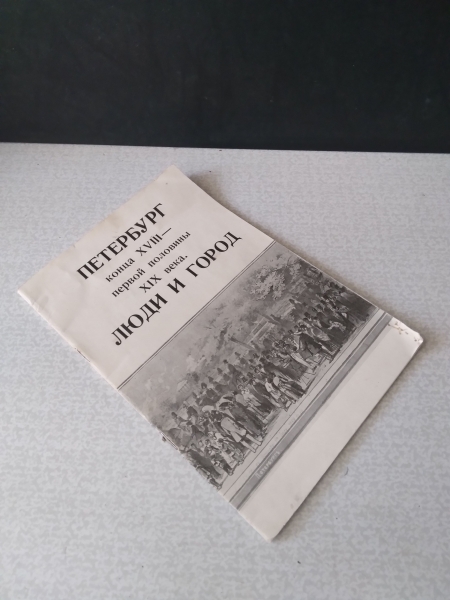 ПЕТЕРБУРГ
конца XVIII—
первой половины
XIX века.
ЛЮДИ И ГОРОД